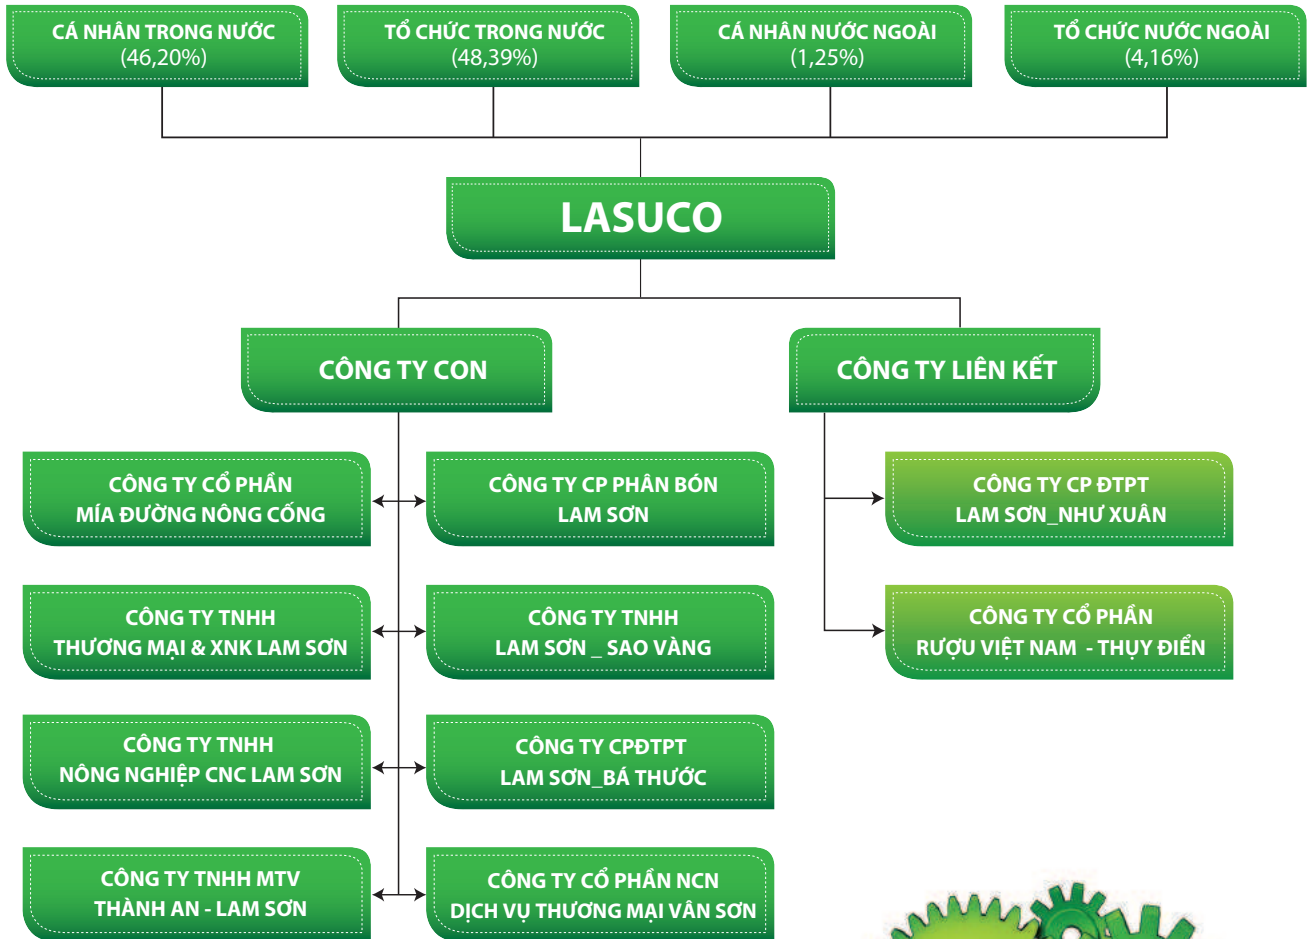 CÁ NHÂN TRONG NƯỚC
(46,20%)
TỔ CHỨC TRONG NƯỚC
(48,39%)
CÁ NHÂN NƯỚC NGOÀI
(1,25%)
TỔ CHỨC NƯỚC NGOÀI
(4,16%)
LASUCO
CÔNG TY CON
CÔNG TY LIÊN KẾT
CÔNG TY CỔ PHẦN
MÍA ĐƯỜNG NÔNG CỐNG
CÔNG TY CP PHÂN BÓN
LAM SƠN
CÔNG TY CP ĐTPT
LAM SƠN_NHƯ XUÂN
CÔNG TY TNHH
THƯƠNG MẠI & XNK LAM SƠN
CÔNG TY TNHH
LAM SƠN _ SAO VÀNG
CÔNG TY CỔ PHẦN
RƯỢU VIỆT NAM - THỤY ĐIỂN
CÔNG TY TNHH
NÔNG NGHIỆP CNC LAM SƠN
CÔNG TY CPĐTPT
LAM SƠN_BÁ THƯỚC
CÔNG TY TNHH MTV
THÀNH AN - LAM SƠN
CÔNG TY CỔ PHẦN NCN
DỊCH VỤ THƯƠNG MẠI VÂN SƠN